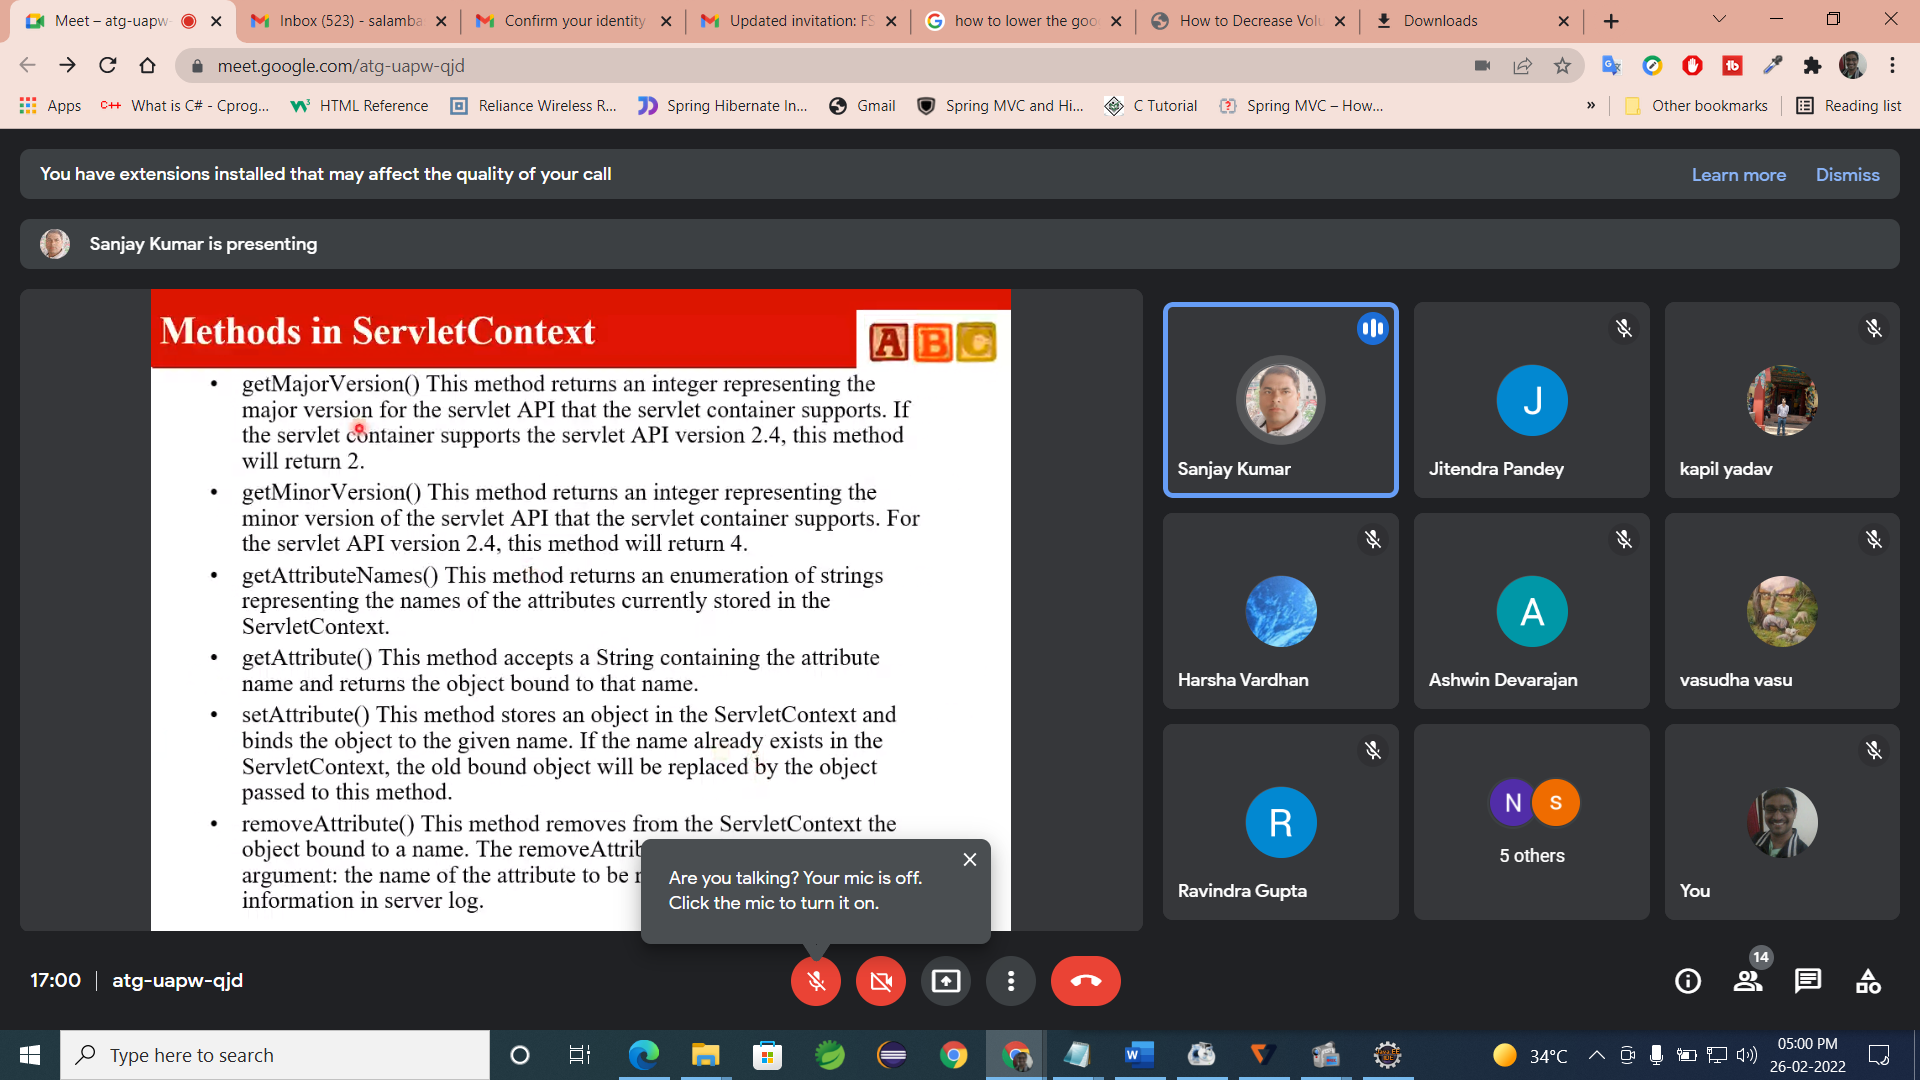 Meet – atg-uapw-
Inbox (523) - salamba
Confirm your identity
Updated invitation: FS
how to lower the goo
How to Decrease Volu
Downloads
meet.google.com/atg-uapw-qjd
Apps
C++ What is C# - Cprog...
HTML Reference
Reliance Wireless R...
Spring Hibernate In...
Gmail
Spring MVC and Hi...
C Tutorial
Spring MVC – How...
»
Other bookmarks
Reading list
You have extensions installed that may affect the quality of your call
Learn more
Dismiss
Sanjay Kumar is presenting
Methods in ServletContext
A B C
• getMajorVersion() This method returns an integer representing the
major version for the servlet API that the servlet container supports. If
the servlet container supports the servlet API version 2.4, this method
will return 2.
• getMinorVersion() This method returns an integer representing the
minor version of the servlet API that the servlet container supports. For
the servlet API version 2.4, this method will return 4.
• getAttributeNames() This method returns an enumeration of strings
representing the names of the attributes currently stored in the
ServletContext.
• getAttribute() This method accepts a String containing the attribute
name and returns the object bound to that name.
• setAttribute() This method stores an object in the ServletContext and
binds the object to the given name. If the name already exists in the
ServletContext, the old bound object will be replaced by the object
passed to this method.
• removeAttribute() This method removes from the ServletContext the
object bound to a name. The removeAttrib
argument: the name of the attribute to be r
information in server log.
Are you talking? Your mic is off.
Click the mic to turn it on.
Sanjay Kumar
J
Jitendra Pandey
kapil yadav
Harsha Vardhan
A
Ashwin Devarajan
vasudha vasu
R
Ravindra Gupta
N S
5 others
You
17:00 | atg-uapw-qjd
14
Type here to search
34°C
05:00 PM
26-02-2022